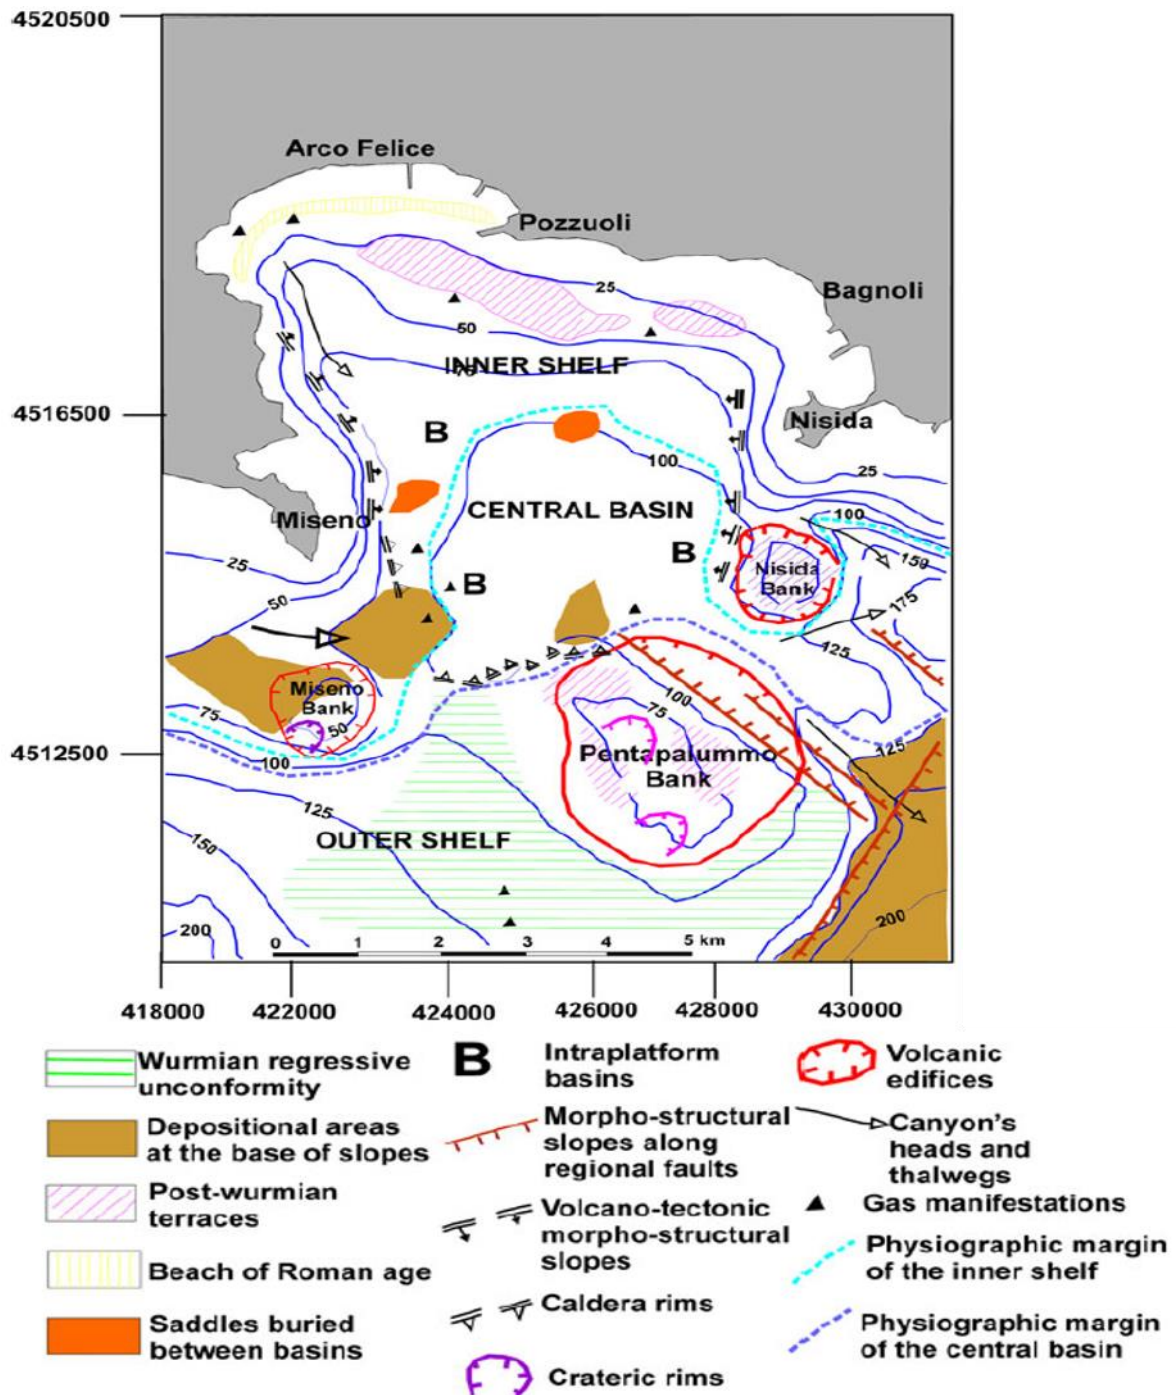 4520500
Arco Felice
Pozzuoli
Bagnoli
25
50
INNER SHELF
75
4516500
Nisida
B
100
25
CENTRAL BASIN
Miseno
100
B
150
25
Nisida
Bank
B
175
50
125
Miseno
Bank
100
75
75
50
125
4512500
100
Pentapalummo
Bank
125
OUTER SHELF
150
200
200
0 1 2 3 4 5 km
418000 422000 424000 426000 428000 430000
Wurmian regressive
unconformity
Depositional areas
at the base of slopes
Post-wurmian
terraces
Beach of Roman age
Saddles buried
between basins
B
Intraplatform
basins
Morpho-structural
slopes along
regional faults
Volcano-tectonic
morpho-structural
slopes
Caldera rims
Crateric rims
Volcanic
edifices
Canyon's
heads and
thalwegs
Gas manifestations
Physiographic margin
of the inner shelf
Physiographic margin
of the central basin